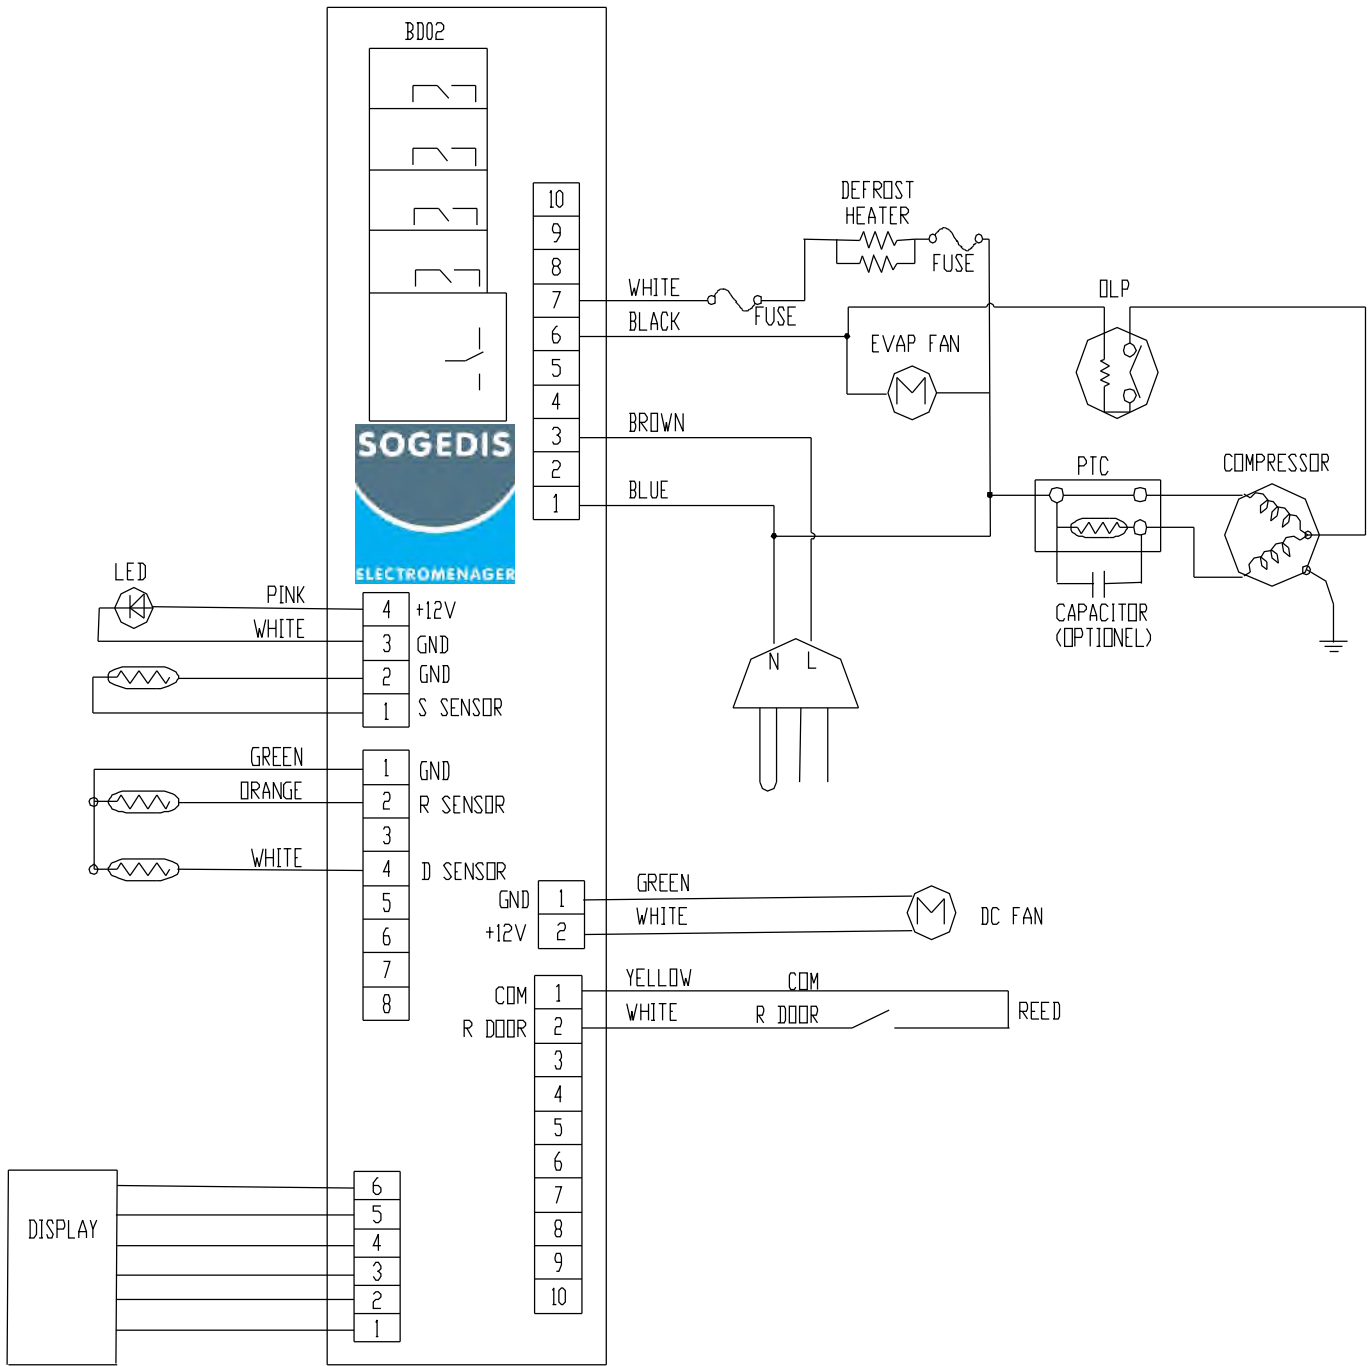 BD02
10
9
8
7
6
5
4
3
2
1
WHITE
BLACK
BROWN
BLUE
FUSE
DEFROST
HEATER
FUSE
EVAP FAN
OLP
PTC
COMPRESSOR
CAPACITOR
(OPTIONEL)
N L
SOGEDIS
ELECTROMENAGER
LED
PINK 4 +12V
WHITE 3 GND
2 GND
1 S SENSOR
GREEN 1 GND
ORANGE 2 R SENSOR
3
WHITE 4 D SENSOR
5
6
7
8
GND 1 GREEN
+12V 2 WHITE
DC FAN
COM 1 YELLOW COM
R DOOR 2 WHITE R DOOR
REED
3
4
5
6
7
8
9
10
DISPLAY
6
5
4
3
2
1